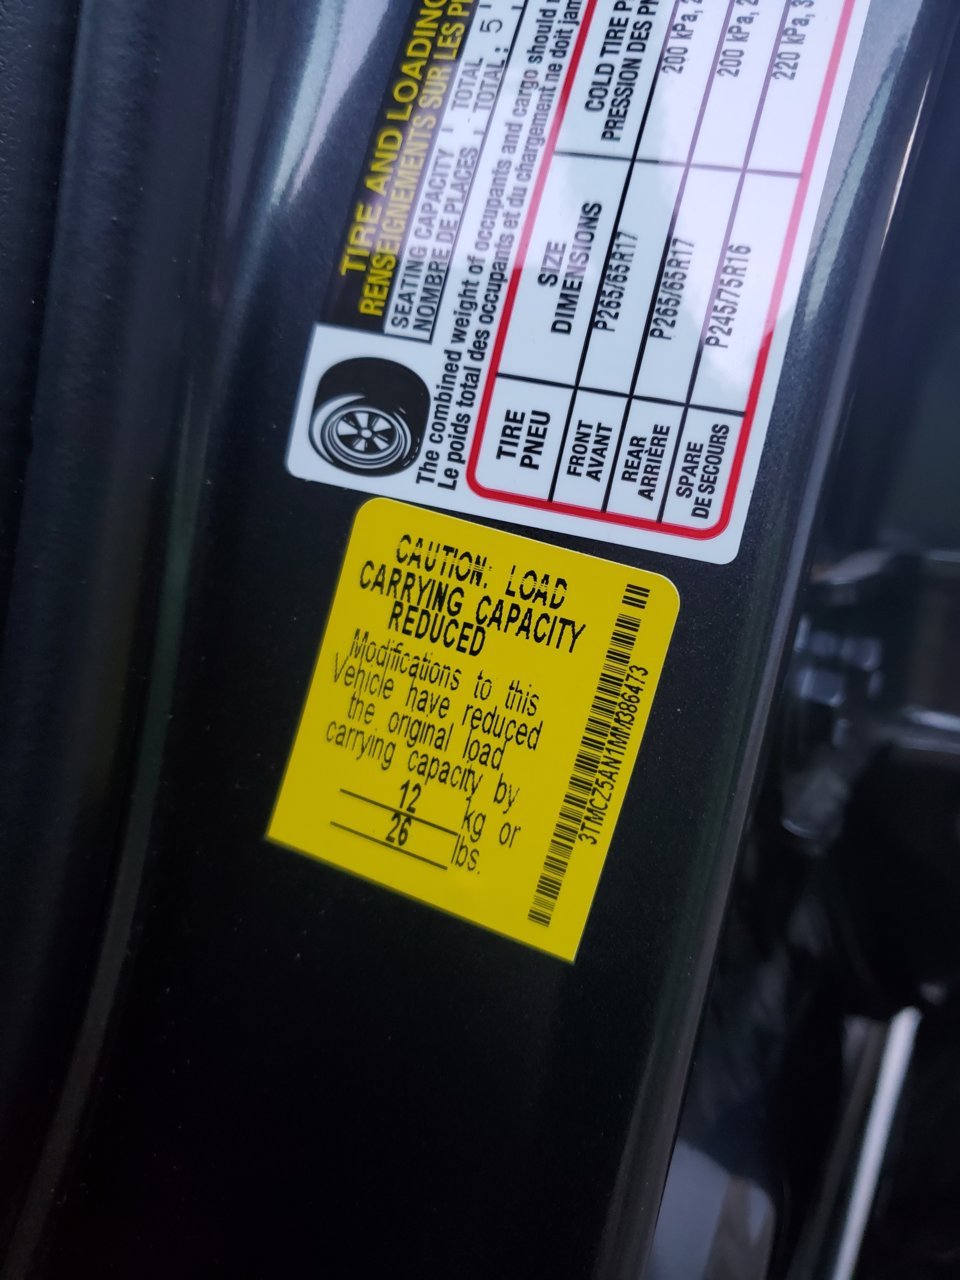 TIRE AND LOADING
RENSEIGNEMENTS SUR LES
SEATING CAPACITY TOTAL
NOMBRE DE PLACES TOTAL : 5
The combined weight of occupants and cargo should
Le poids total des occupants et du chargement ne doit
TIRE SIZE COLD TIRE
PNEU DIMENSIONS PRESSION DES
FRONT P265/65R17 200 kPa,
AVANT
REAR P265/65R17 200 kPa,
ARRIÈRE
SPARE P245/75R16 220 kPa,
DE SECOURS
CAUTION: LOAD
CARRYING CAPACITY
REDUCED
Modifications to this
Vehicle have reduced
the original load
carrying capacity by
12 kg or
26 lbs.
3TMCZ5AN1MM386473